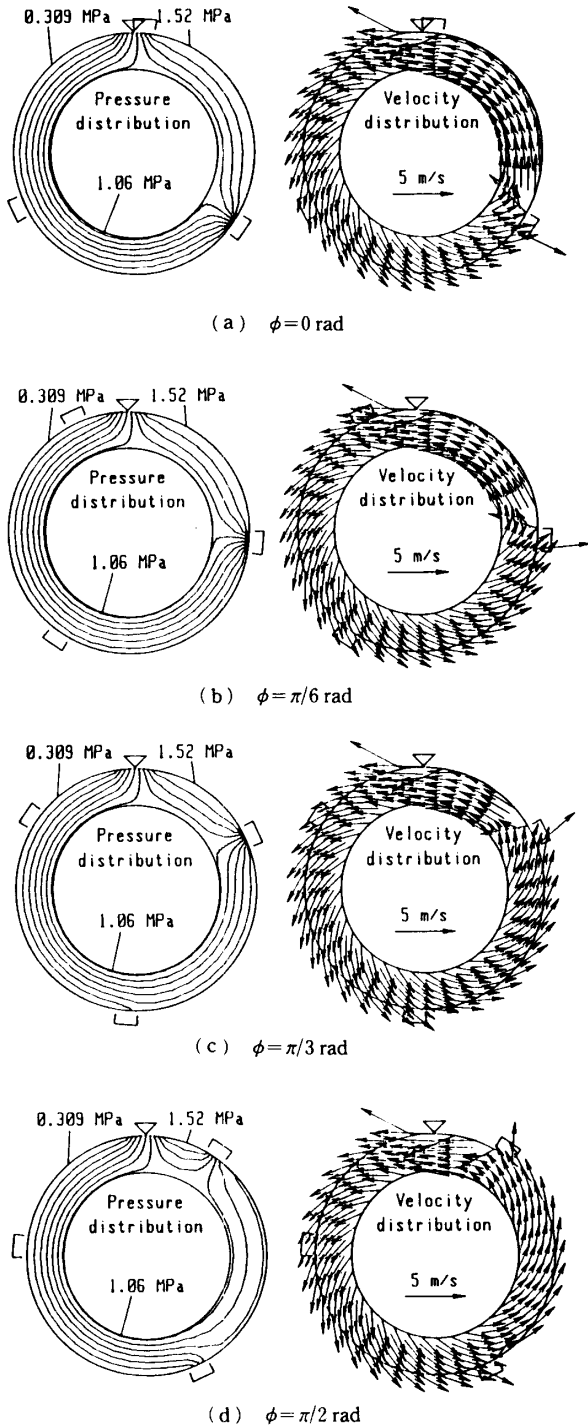 0.309 MPa 1.52 MPa
Pressure
distribution
1.06 MPa
Velocity
distribution
5 m/s
(a) ϕ=0 rad
0.309 MPa 1.52 MPa
Pressure
distribution
1.06 MPa
Velocity
distribution
5 m/s
(b) ϕ=π/6 rad
0.309 MPa 1.52 MPa
Pressure
distribution
1.06 MPa
Velocity
distribution
5 m/s
(c) ϕ=π/3 rad
0.309 MPa 1.52 MPa
Pressure
distribution
1.06 MPa
Velocity
distribution
5 m/s
(d) ϕ=π/2 rad